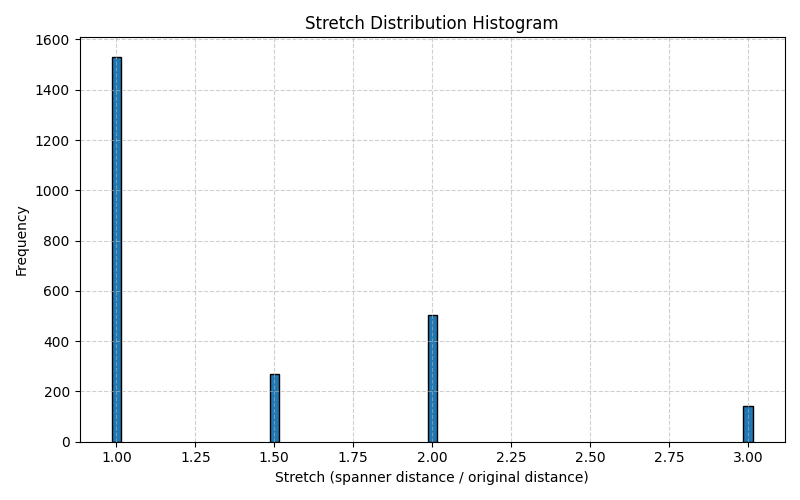 Stretch Distribution Histogram
1600
1400
1200
1000
800
600
400
200
0
Frequency
1.00 1.25 1.50 1.75 2.00 2.25 2.50 2.75 3.00
Stretch (spanner distance / original distance)